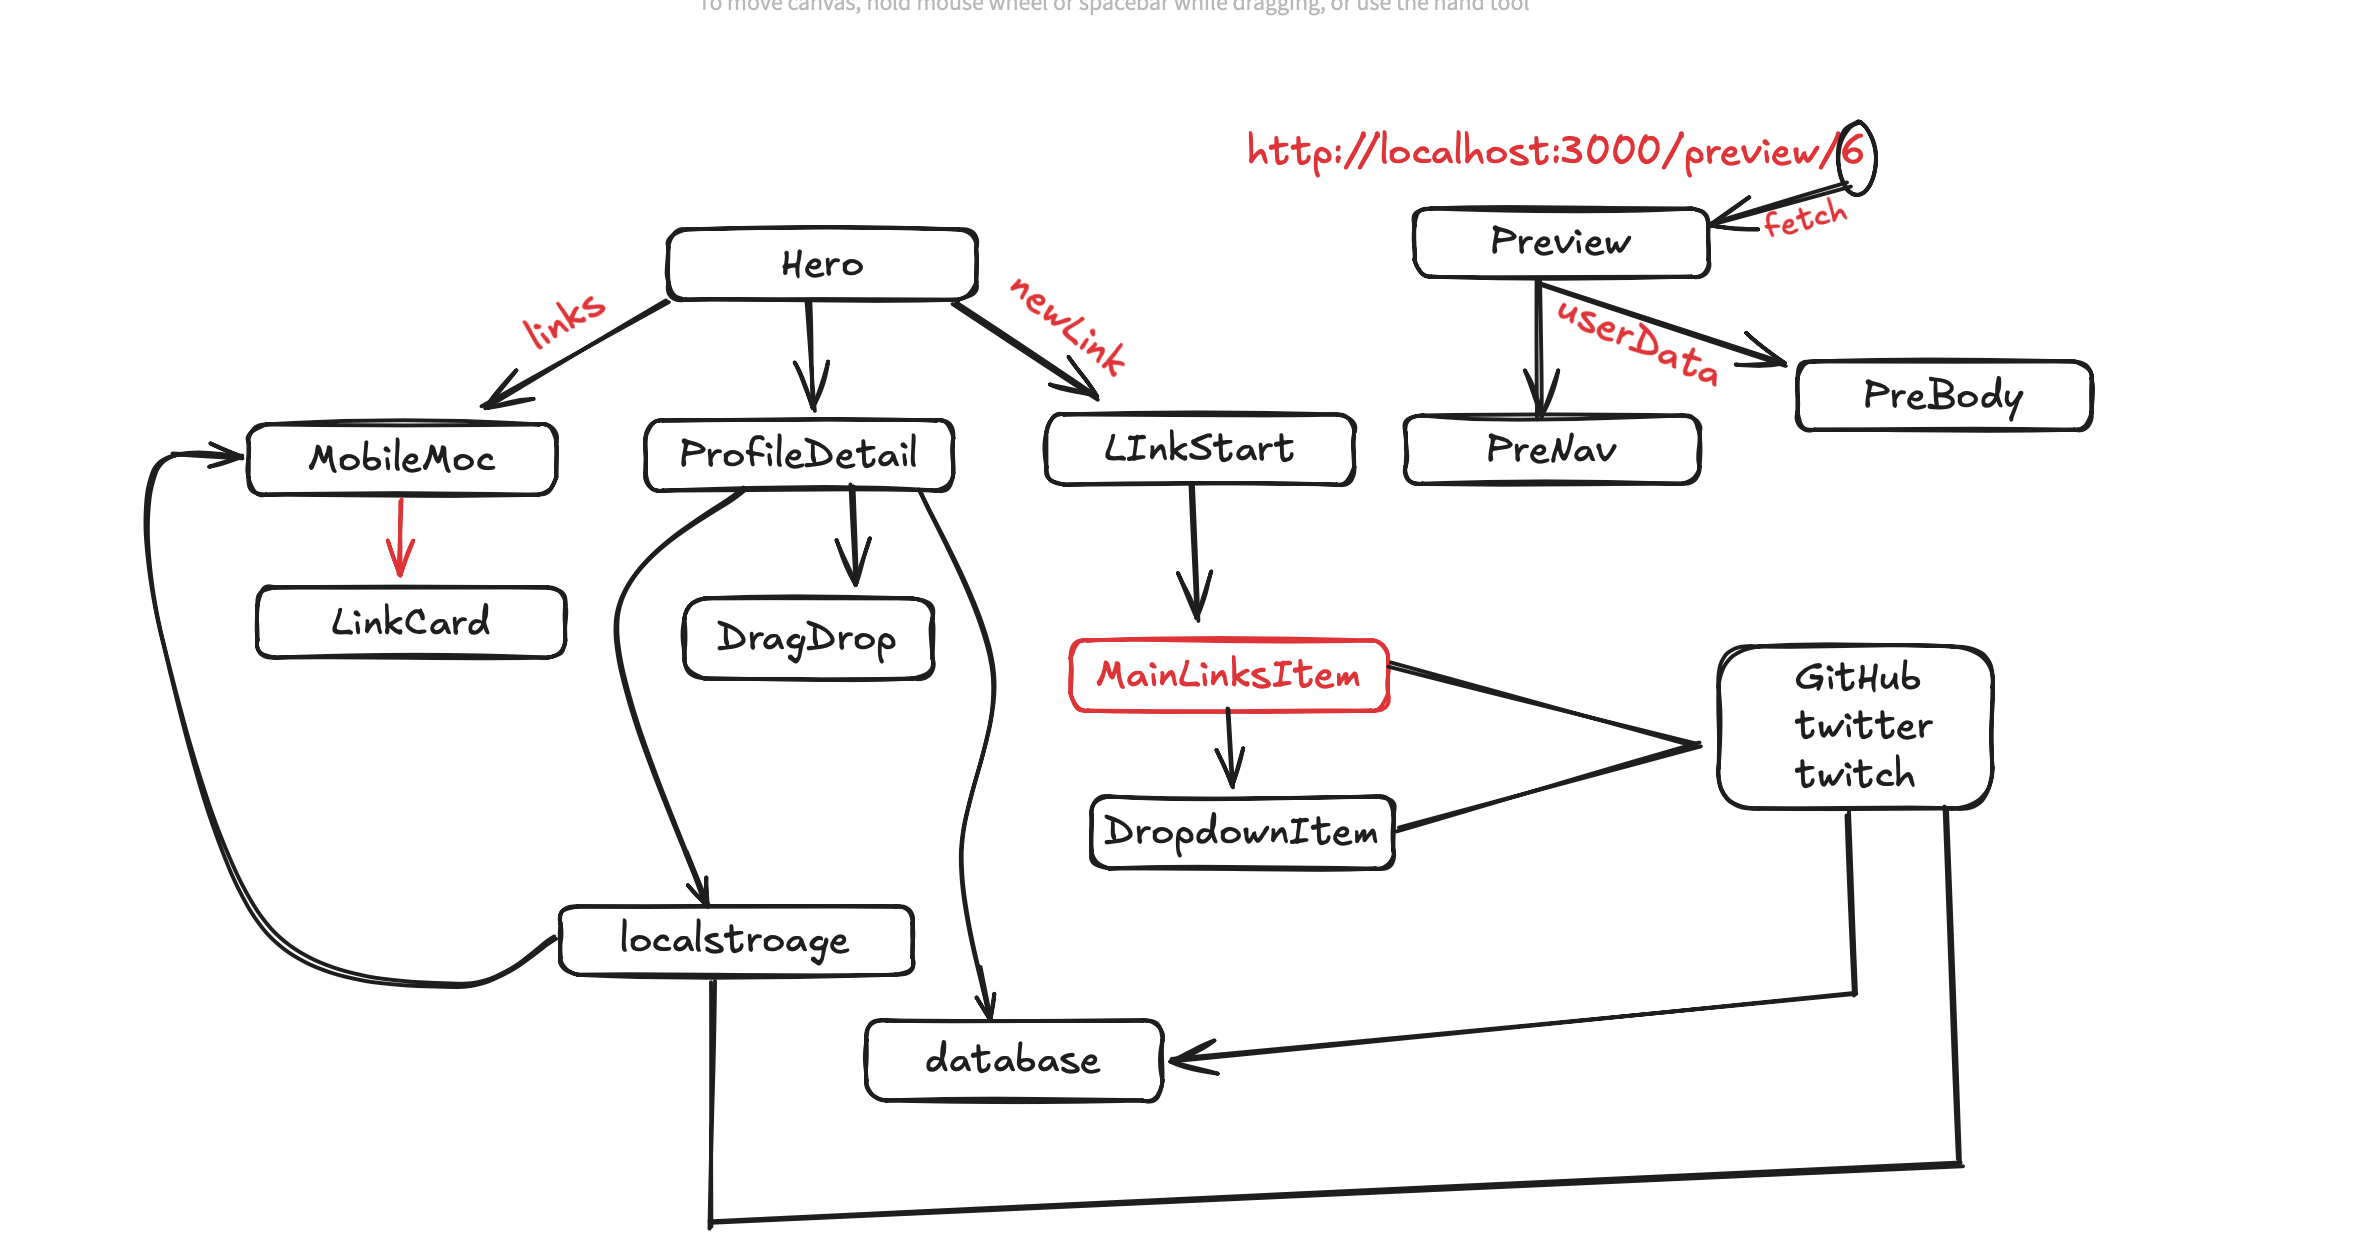 To move canvas, hold mouse wheel or spacebar while dragging, or use the hand tool
http://localhost:3000/preview/6
fetch
Preview
Hero
links
newLink
userData
PreBody
MobileMoc
ProfileDetail
LInkStart
PreNav
LinkCard
DragDrop
MainLinksItem
GitHub
twitter
twitch
DropdownItem
localstroage
database